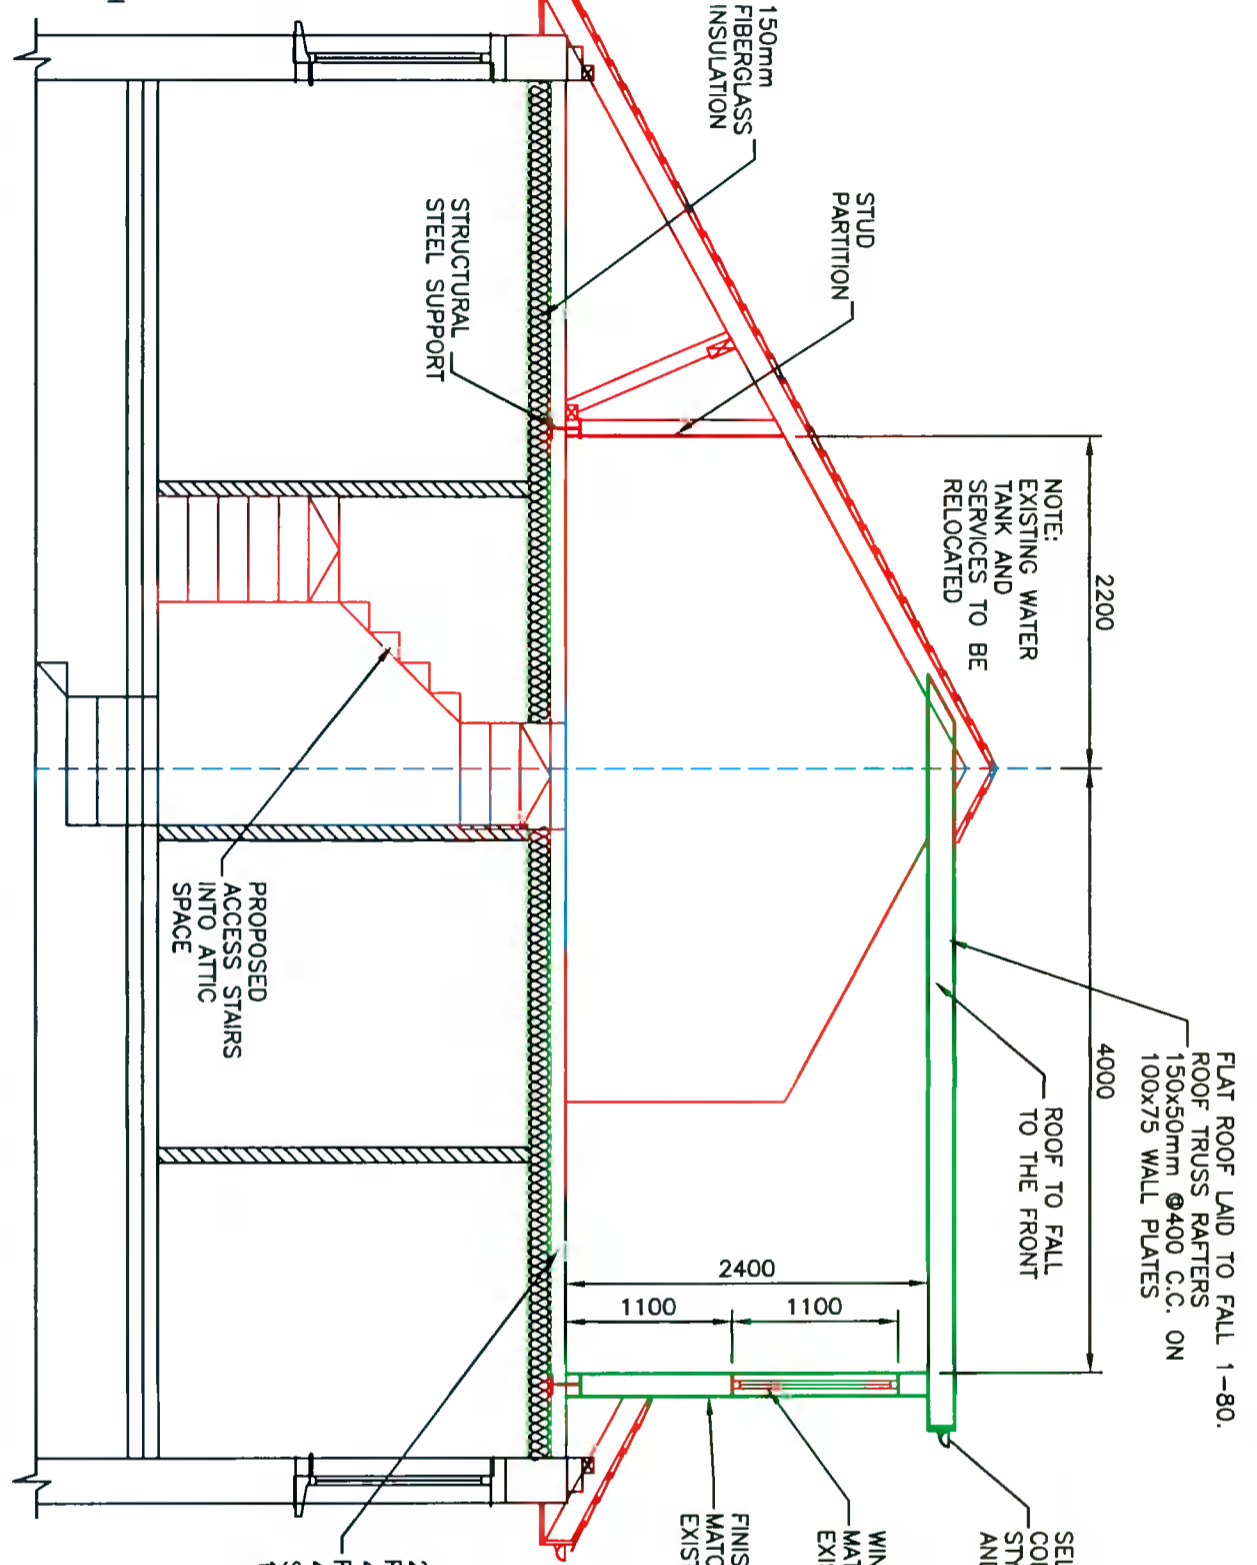 FLAT ROOF LAID TO FALL 1-80.
ROOF TRUSS RAFTERS
150x50mm @400 C.C. ON
100x75 WALL PLATES
ROOF TO FALL
TO THE FRONT
2200
4000
NOTE:
EXISTING WATER
TANK AND
SERVICES TO BE
RELOCATED
STUD
PARTITION
150mm
FIBERGLASS
INSULATION
STRUCTURAL
STEEL SUPPORT
2400
1100
1100
PROPOSED
ACCESS STAIRS
INTO ATTIC
SPACE